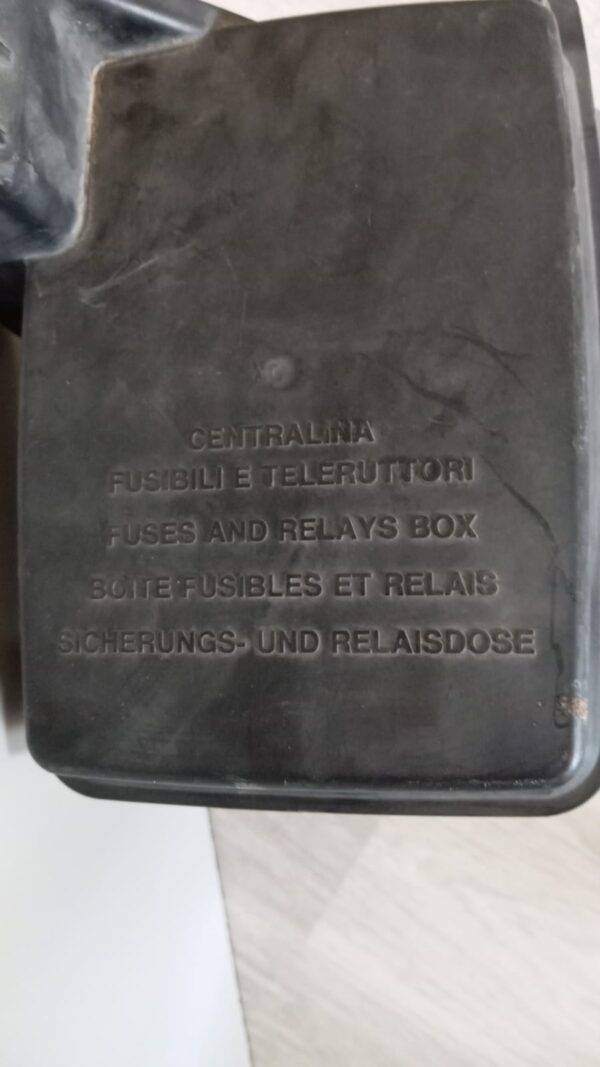 CENTRALINA
FUSIBILI E TELERUTTORI
FUSES AND RELAYS BOX
BOITE FUSIBLES ET RELAIS
SICHERUNGS- UND RELAISDOSE